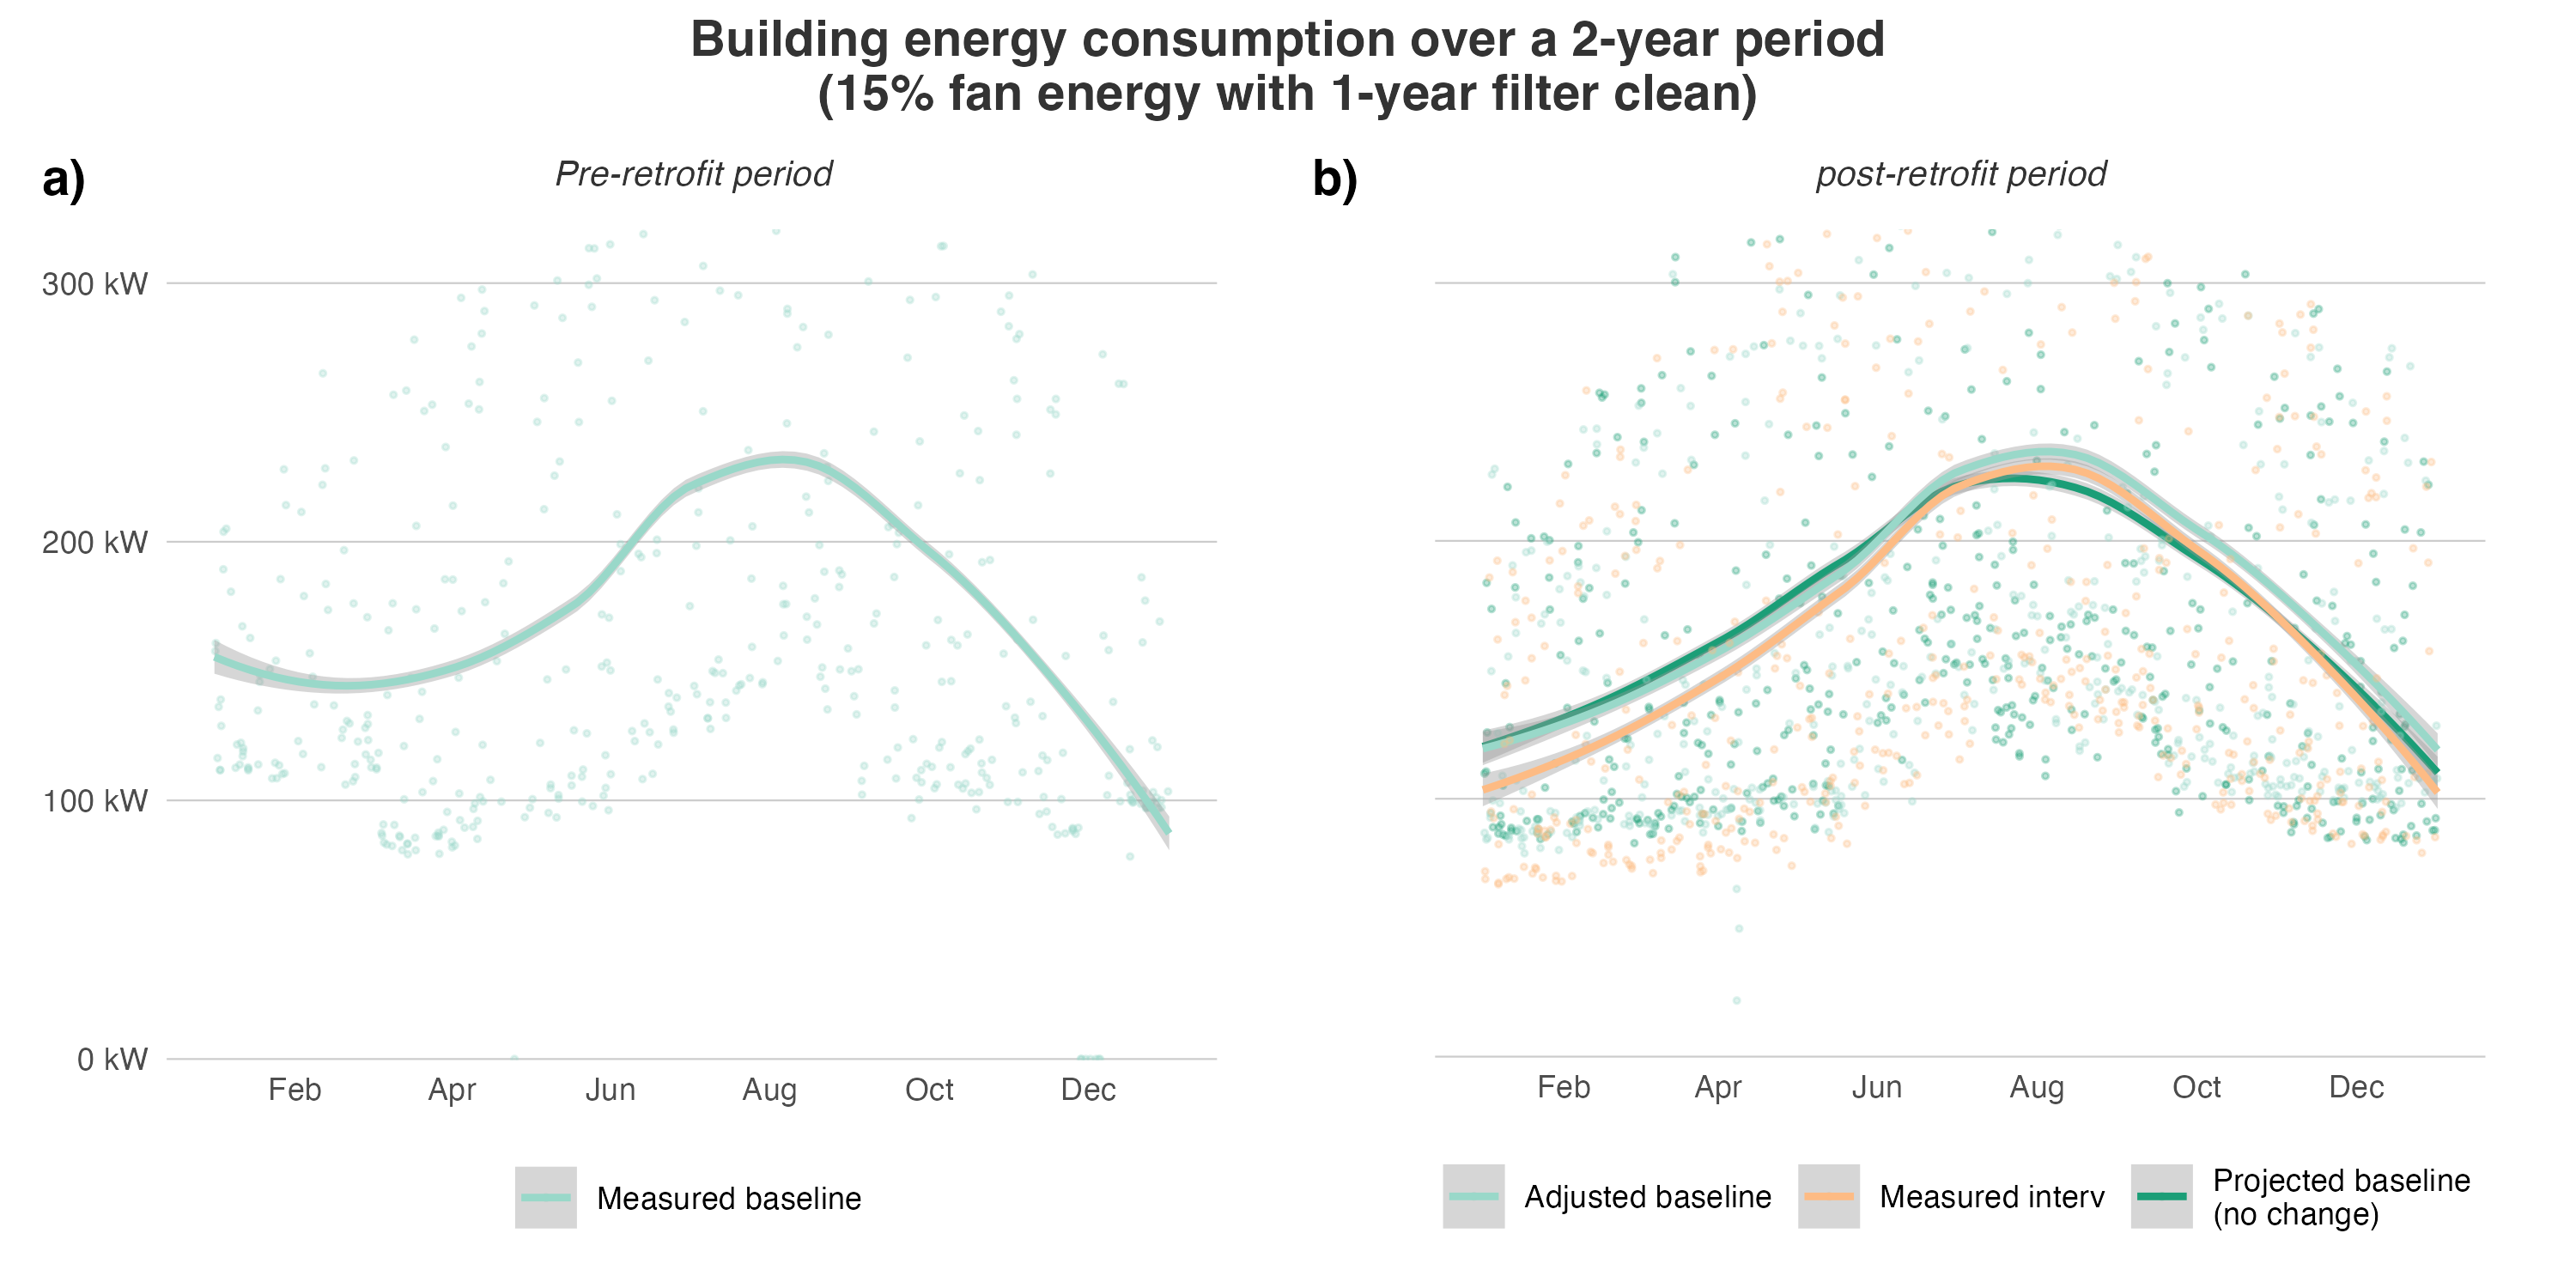 Building energy consumption over a 2-year period
(15% fan energy with 1-year filter clean)
a)
Pre-retrofit period
300 kW
200 kW
100 kW
0 kW
Feb Apr Jun Aug Oct Dec
Measured baseline
b)
post-retrofit period
Feb Apr Jun Aug Oct Dec
Adjusted baseline
Measured interv
Projected baseline
(no change)